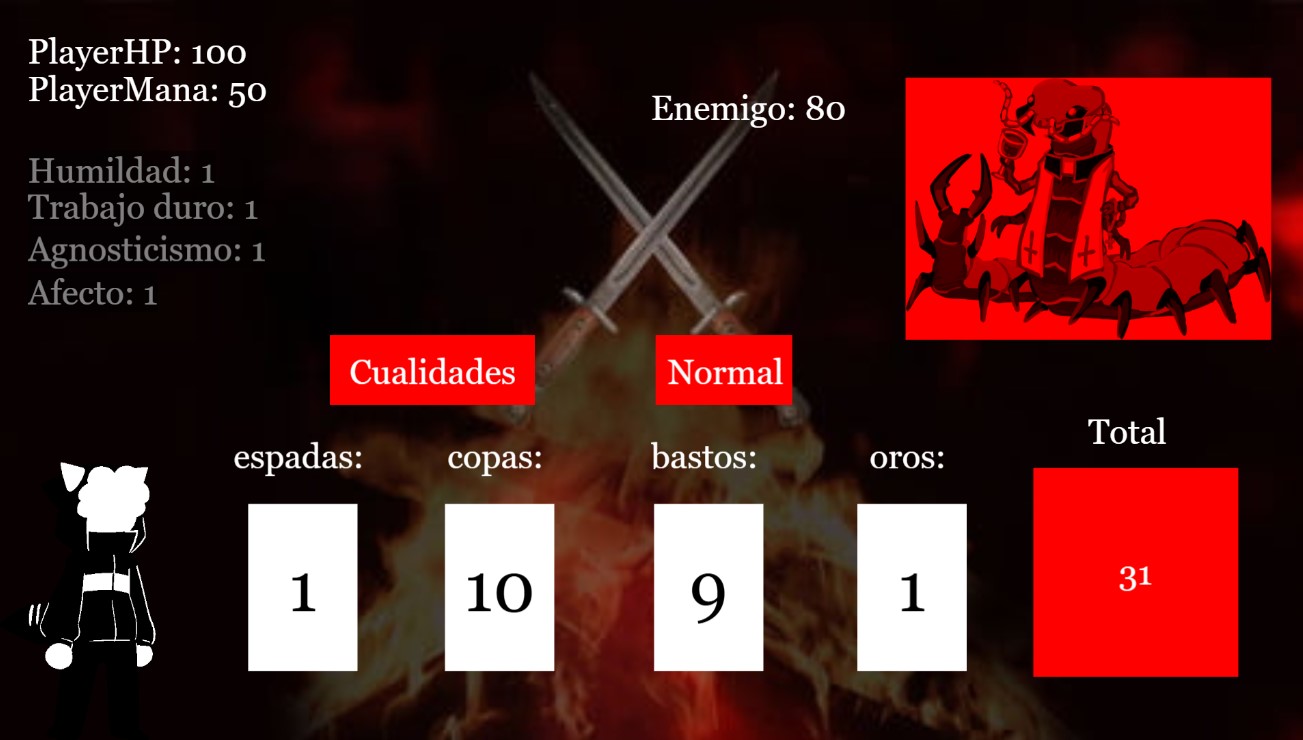 PlayerHP: 100
PlayerMana: 50
Enemigo: 80
Humildad: 1
Trabajo duro: 1
Agnosticismo: 1
Afecto: 1
Cualidades
Normal
espadas:
copas:
bastos:
oros:
Total
1
10
9
1
31